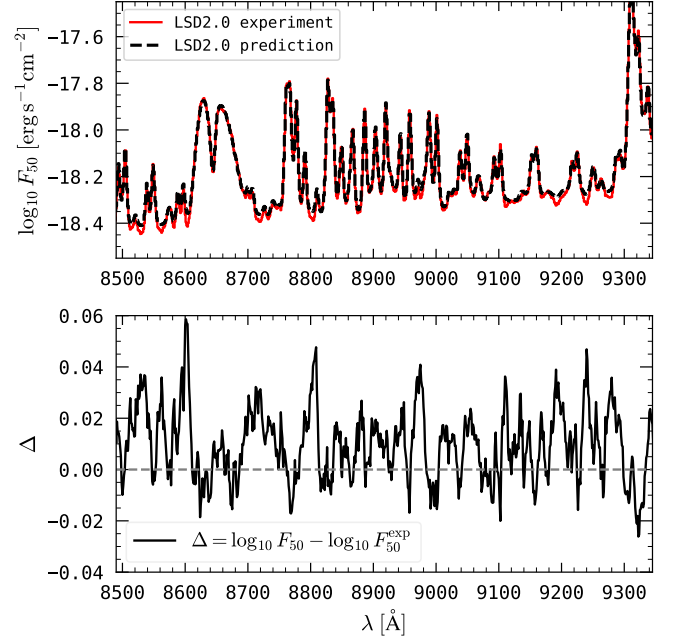 LSD2.0 experiment
LSD2.0 prediction
log₁₀ F₅₀ [erg s⁻¹ cm⁻²]
−17.6
−17.8
−18.0
−18.2
−18.4
8500 8600 8700 8800 8900 9000 9100 9200 9300
Δ
0.06
0.04
0.02
0.00
−0.02
−0.04
Δ = log₁₀ F₅₀ − log₁₀ F₅₀^exp
8500 8600 8700 8800 8900 9000 9100 9200 9300
λ [Å]